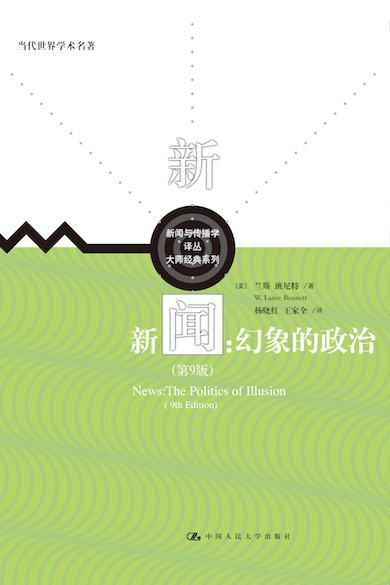 当代世界学术名著
新
新闻与传播学
译丛
大师经典系列
[美] 兰斯 班尼特 / 著
W. Lance Bennett
杨晓红 王家全 / 译
新闻:幻象的政治
(第9版)
News:The Politics of Illusion
( 9th Edition)
中国人民大学出版社